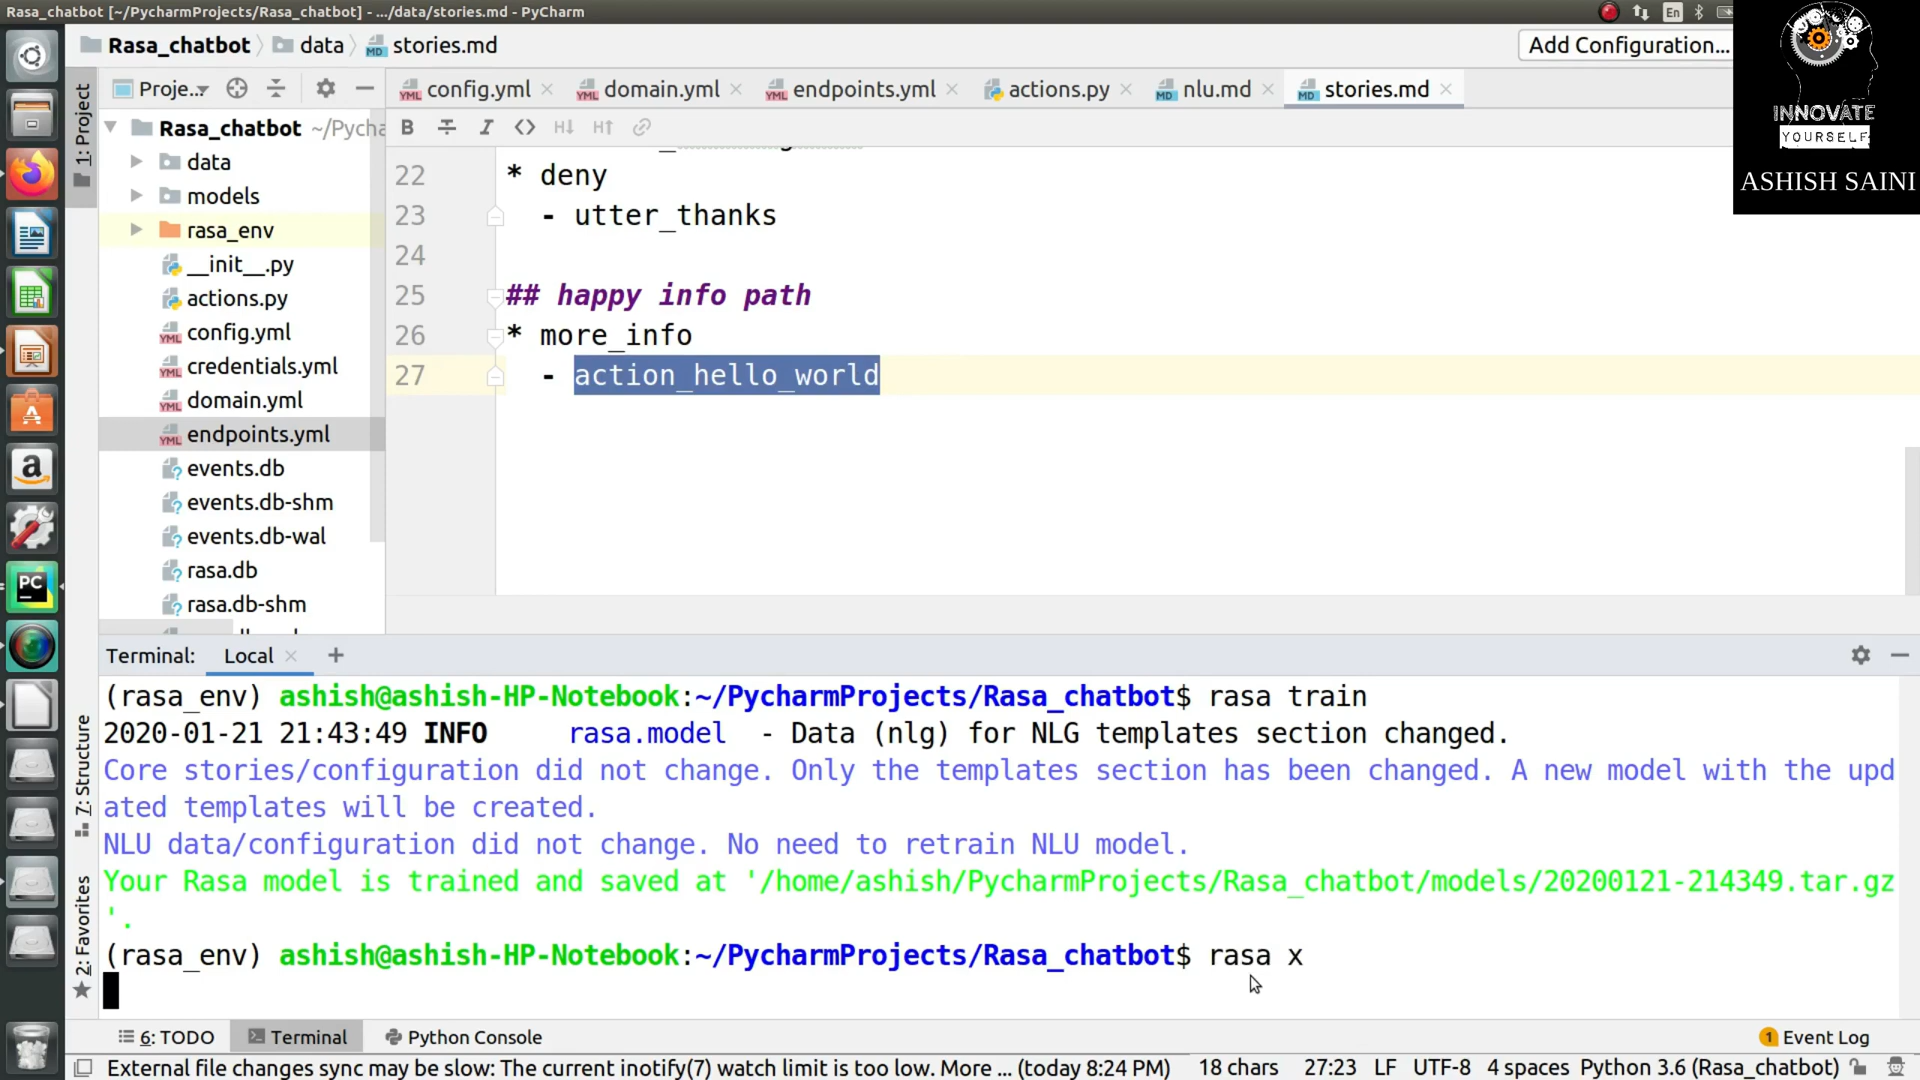 Rasa_chatbot [~/PycharmProjects/Rasa_chatbot] - .../data/stories.md - PyCharm
En
Rasa_chatbot
data
stories.md
Add Configuration...
INNOVATE
YOURSELF
ASHISH SAINI
1: Project
Proje...
config.yml
domain.yml
endpoints.yml
actions.py
nlu.md
stories.md
Rasa_chatbot ~/Pycha
data
models
rasa_env
__init__.py
actions.py
config.yml
credentials.yml
domain.yml
endpoints.yml
events.db
events.db-shm
events.db-wal
rasa.db
rasa.db-shm
B I <> H↓ H↑
22 * deny
23 - utter_thanks
24
25 ## happy info path
26 * more_info
27 - action_hello_world
Terminal: Local +
(rasa_env) ashish@ashish-HP-Notebook:~/PycharmProjects/Rasa_chatbot$ rasa train
2020-01-21 21:43:49 INFO rasa.model - Data (nlg) for NLG templates section changed.
Core stories/configuration did not change. Only the templates section has been changed. A new model with the upd
ated templates will be created.
NLU data/configuration did not change. No need to retrain NLU model.
Your Rasa model is trained and saved at '/home/ashish/PycharmProjects/Rasa_chatbot/models/20200121-214349.tar.gz
'.
(rasa_env) ashish@ashish-HP-Notebook:~/PycharmProjects/Rasa_chatbot$ rasa x
7: Structure
2: Favorites
6: TODO
Terminal
Python Console
1 Event Log
External file changes sync may be slow: The current inotify(7) watch limit is too low. More ... (today 8:24 PM)
18 chars 27:23 LF UTF-8 4 spaces Python 3.6 (Rasa_chatbot)